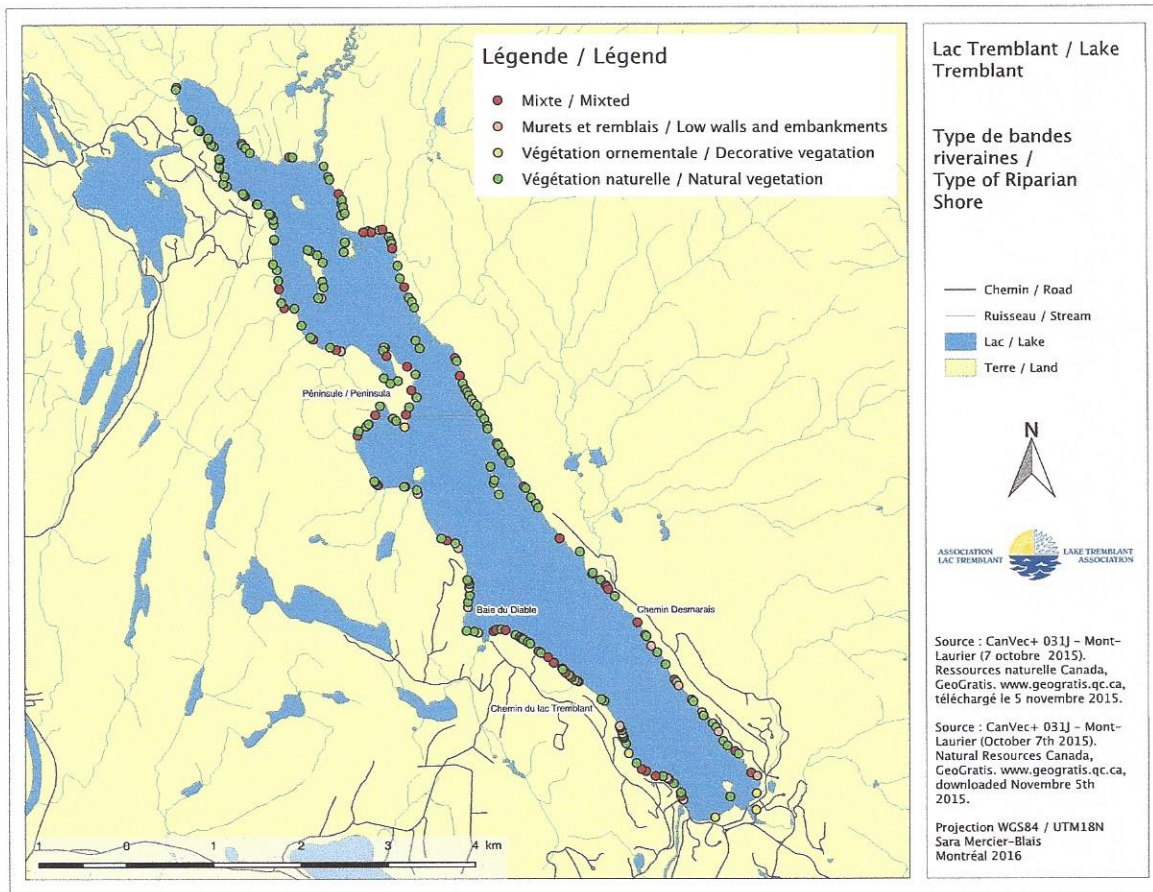 Légende / Légend
Mixte / Mixted
Murets et remblais / Low walls and embankments
Végétation ornementale / Decorative vegatation
Végétation naturelle / Natural vegetation
Péninsule / Peninsula
Baie du Diable
Chemin Desmarais
Chemin du lac Tremblant
1 0 1 2 3 4 km
Lac Tremblant / Lake
Tremblant
Type de bandes
riveraines /
Type of Riparian
Shore
Chemin / Road
Ruisseau / Stream
Lac / Lake
Terre / Land
N
ASSOCIATION
LAC TREMBLANT
LAKE TREMBLANT
ASSOCIATION
Source : CanVec+ 031J - Mont-
Laurier (7 octobre 2015).
Ressources naturelle Canada,
GeoGratis. www.geogratis.qc.ca,
téléchargé le 5 novembre 2015.
Source : CanVec+ 031J - Mont-
Laurier (October 7th 2015).
Natural Resources Canada,
GeoGratis. www.geogratis.qc.ca,
downloaded Novembre 5th
2015.
Projection WGS84 / UTM18N
Sara Mercier-Blais
Montréal 2016